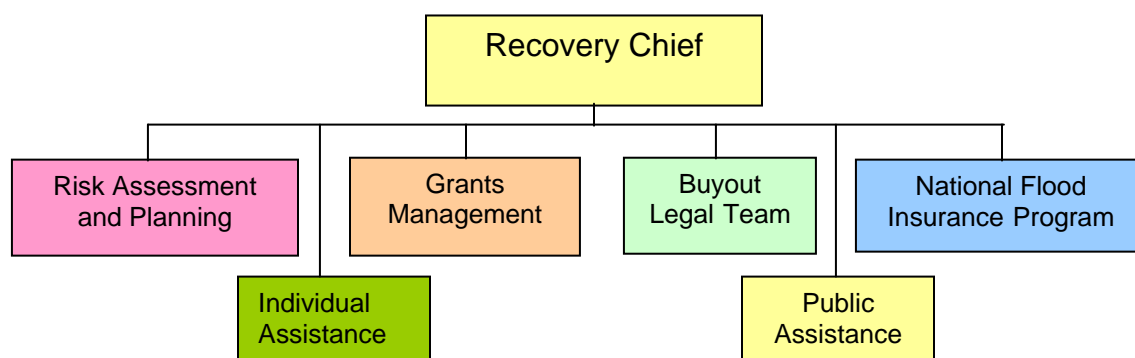 Recovery Chief
Risk Assessment
and Planning
Grants
Management
Buyout
Legal Team
National Flood
Insurance Program
Individual
Assistance
Public
Assistance